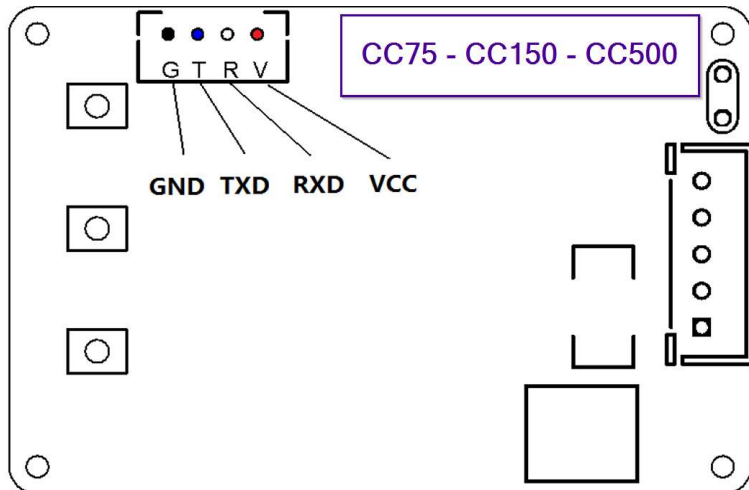 CC75 - CC150 - CC500
G T R V
GND TXD RXD VCC